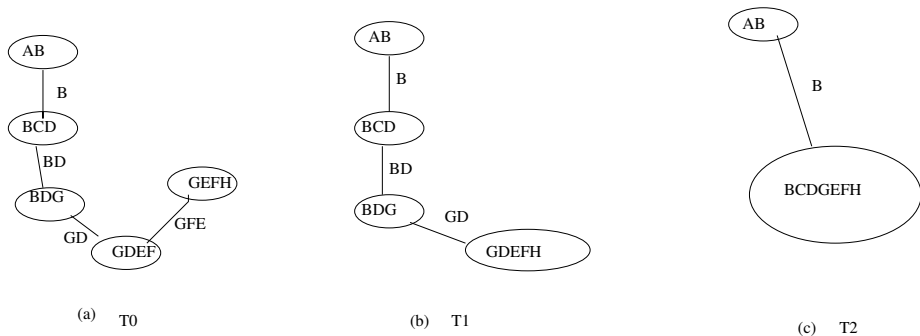 AB
B
BCD
BD
BDG
GD
GDEF
GFE
GEFH
(a) T0
AB
B
BCD
BD
BDG
GD
GDEFH
(b) T1
AB
B
BCDGEFH
(c) T2